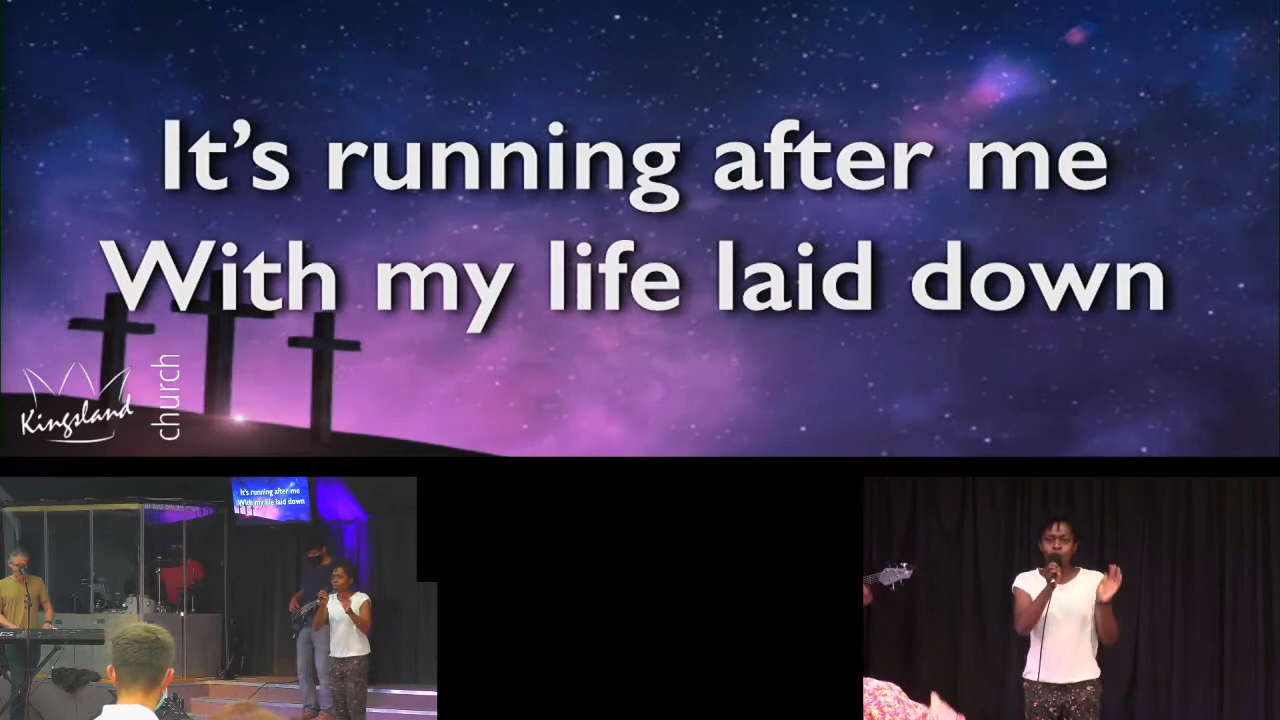 It's running after me
With my life laid down
Kingsland
church
It's running after me
With my life laid down